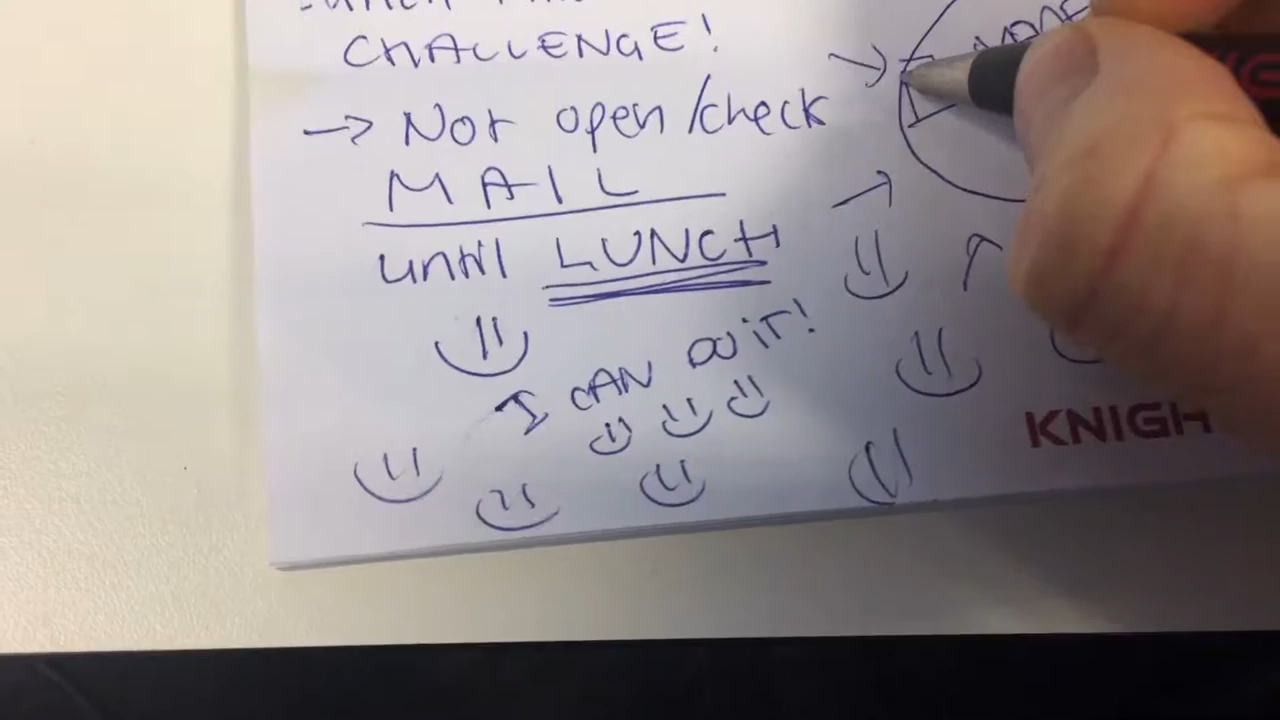 CHALLENGE!
→ Not open/check
MAIL
until LUNCH
I CAN DO iT!
KNIGH